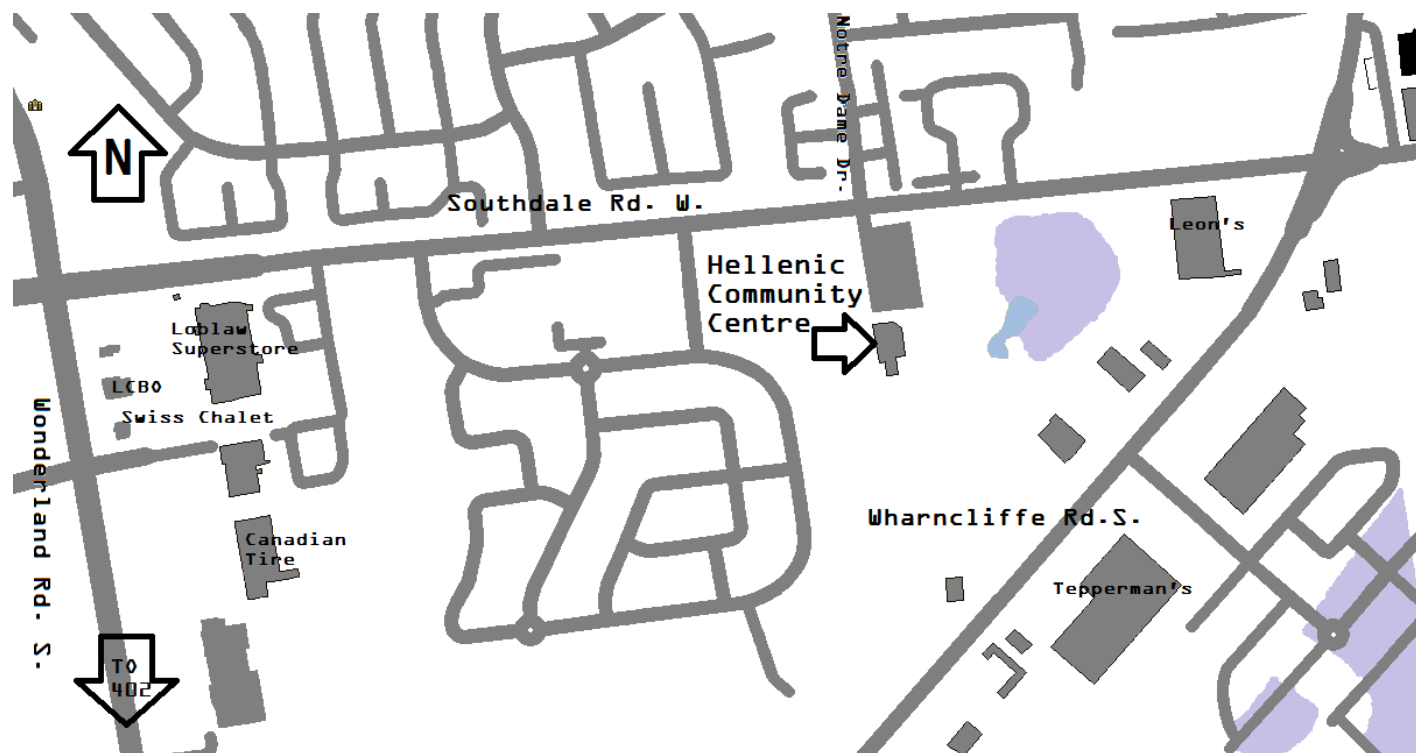 Notre Dame Dr.
N
Southdale Rd. W.
Leon's
Hellenic
Community
Centre
Loblaw
Superstore
LCBO
Swiss Chalet
Wonderland Rd. S.
Wharncliffe Rd.S.
Canadian
Tire
Tepperman's
TO
402